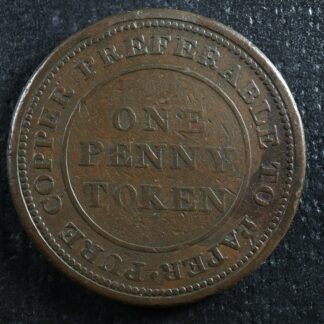 PURE COPPER PREFERABLE TO PAPER
ONE
PENNY
TOKEN